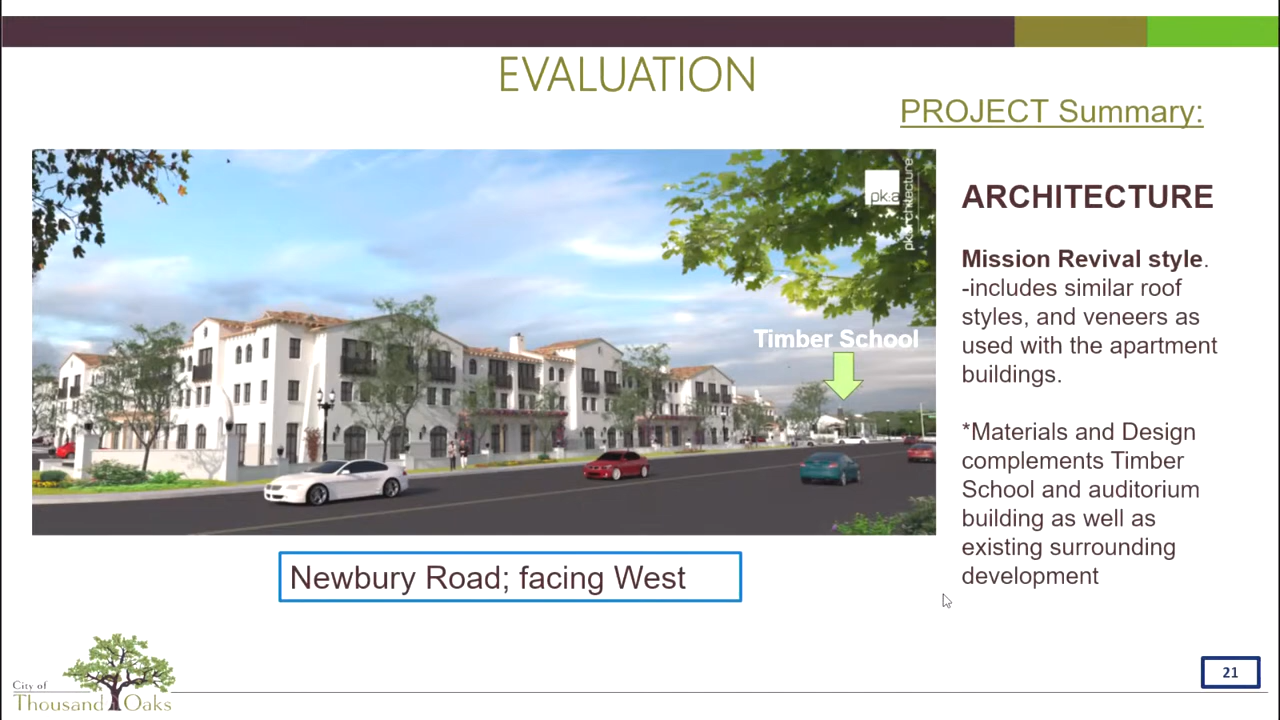 EVALUATION
PROJECT Summary:
pk:a
pk:architecture
Timber School
ARCHITECTURE
Mission Revival style.
-includes similar roof
styles, and veneers as
used with the apartment
buildings.
*Materials and Design
complements Timber
School and auditorium
building as well as
existing surrounding
development
Newbury Road; facing West
City of
Thousand Oaks
21